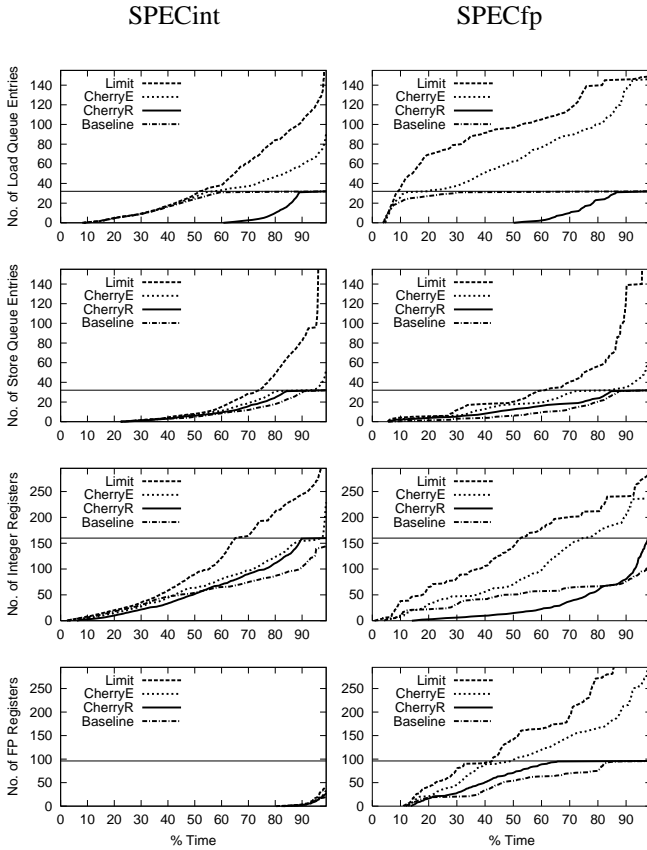 SPECint
SPECfp
No. of Load Queue Entries
140
120
100
80
60
40
20
0
Limit
CherryE
CherryR
Baseline
0 10 20 30 40 50 60 70 80 90
140
120
100
80
60
40
20
0
Limit
CherryE
CherryR
Baseline
0 10 20 30 40 50 60 70 80 90
No. of Store Queue Entries
140
120
100
80
60
40
20
0
Limit
CherryE
CherryR
Baseline
0 10 20 30 40 50 60 70 80 90
140
120
100
80
60
40
20
0
Limit
CherryE
CherryR
Baseline
0 10 20 30 40 50 60 70 80 90
No. of Integer Registers
250
200
150
100
50
0
Limit
CherryE
CherryR
Baseline
0 10 20 30 40 50 60 70 80 90
250
200
150
100
50
0
Limit
CherryE
CherryR
Baseline
0 10 20 30 40 50 60 70 80 90
No. of FP Registers
250
200
150
100
50
0
Limit
CherryE
CherryR
Baseline
0 10 20 30 40 50 60 70 80 90
% Time
250
200
150
100
50
0
Limit
CherryE
CherryR
Baseline
0 10 20 30 40 50 60 70 80 90
% Time